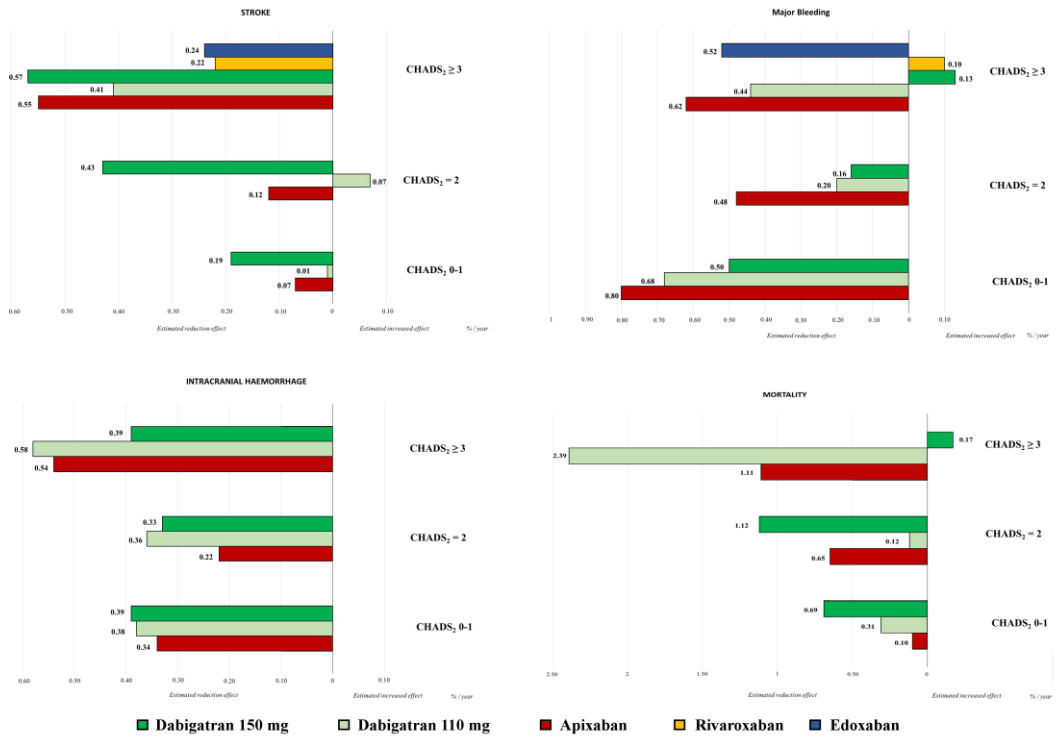 STROKE
0.24
0.22
0.57
0.41
0.55
CHADS₂ ≥ 3
0.43
0.07
0.12
CHADS₂ = 2
0.19
0.01
0.07
CHADS₂ 0-1
0.60 0.50 0.40 0.30 0.20 0.10 0 0.10
Estimated reduction effect Estimated increased effect % / year
Major Bleeding
0.52
0.10
0.13
0.44
0.62
CHADS₂ ≥ 3
0.16
0.20
0.48
CHADS₂ = 2
0.50
0.68
0.80
CHADS₂ 0-1
1 0.90 0.80 0.70 0.60 0.50 0.40 0.30 0.20 0.10 0 0.10
Estimated reduction effect Estimated increased effect % / year
INTRACRANIAL HAEMORRHAGE
0.39
0.58
0.54
CHADS₂ ≥ 3
0.33
0.36
0.22
CHADS₂ = 2
0.39
0.38
0.34
CHADS₂ 0-1
0.60 0.50 0.40 0.30 0.20 0.10 0 0.10
Estimated reduction effect Estimated increased effect % / year
MORTALITY
0.17
2.39
1.11
CHADS₂ ≥ 3
1.12
0.12
0.65
CHADS₂ = 2
0.69
0.31
0.10
CHADS₂ 0-1
2.50 2 1 0.50 0 0.50
Estimated reduction effect Estimated increased effect % / year
Dabigatran 150 mg Dabigatran 110 mg Apixaban Rivaroxaban Edoxaban